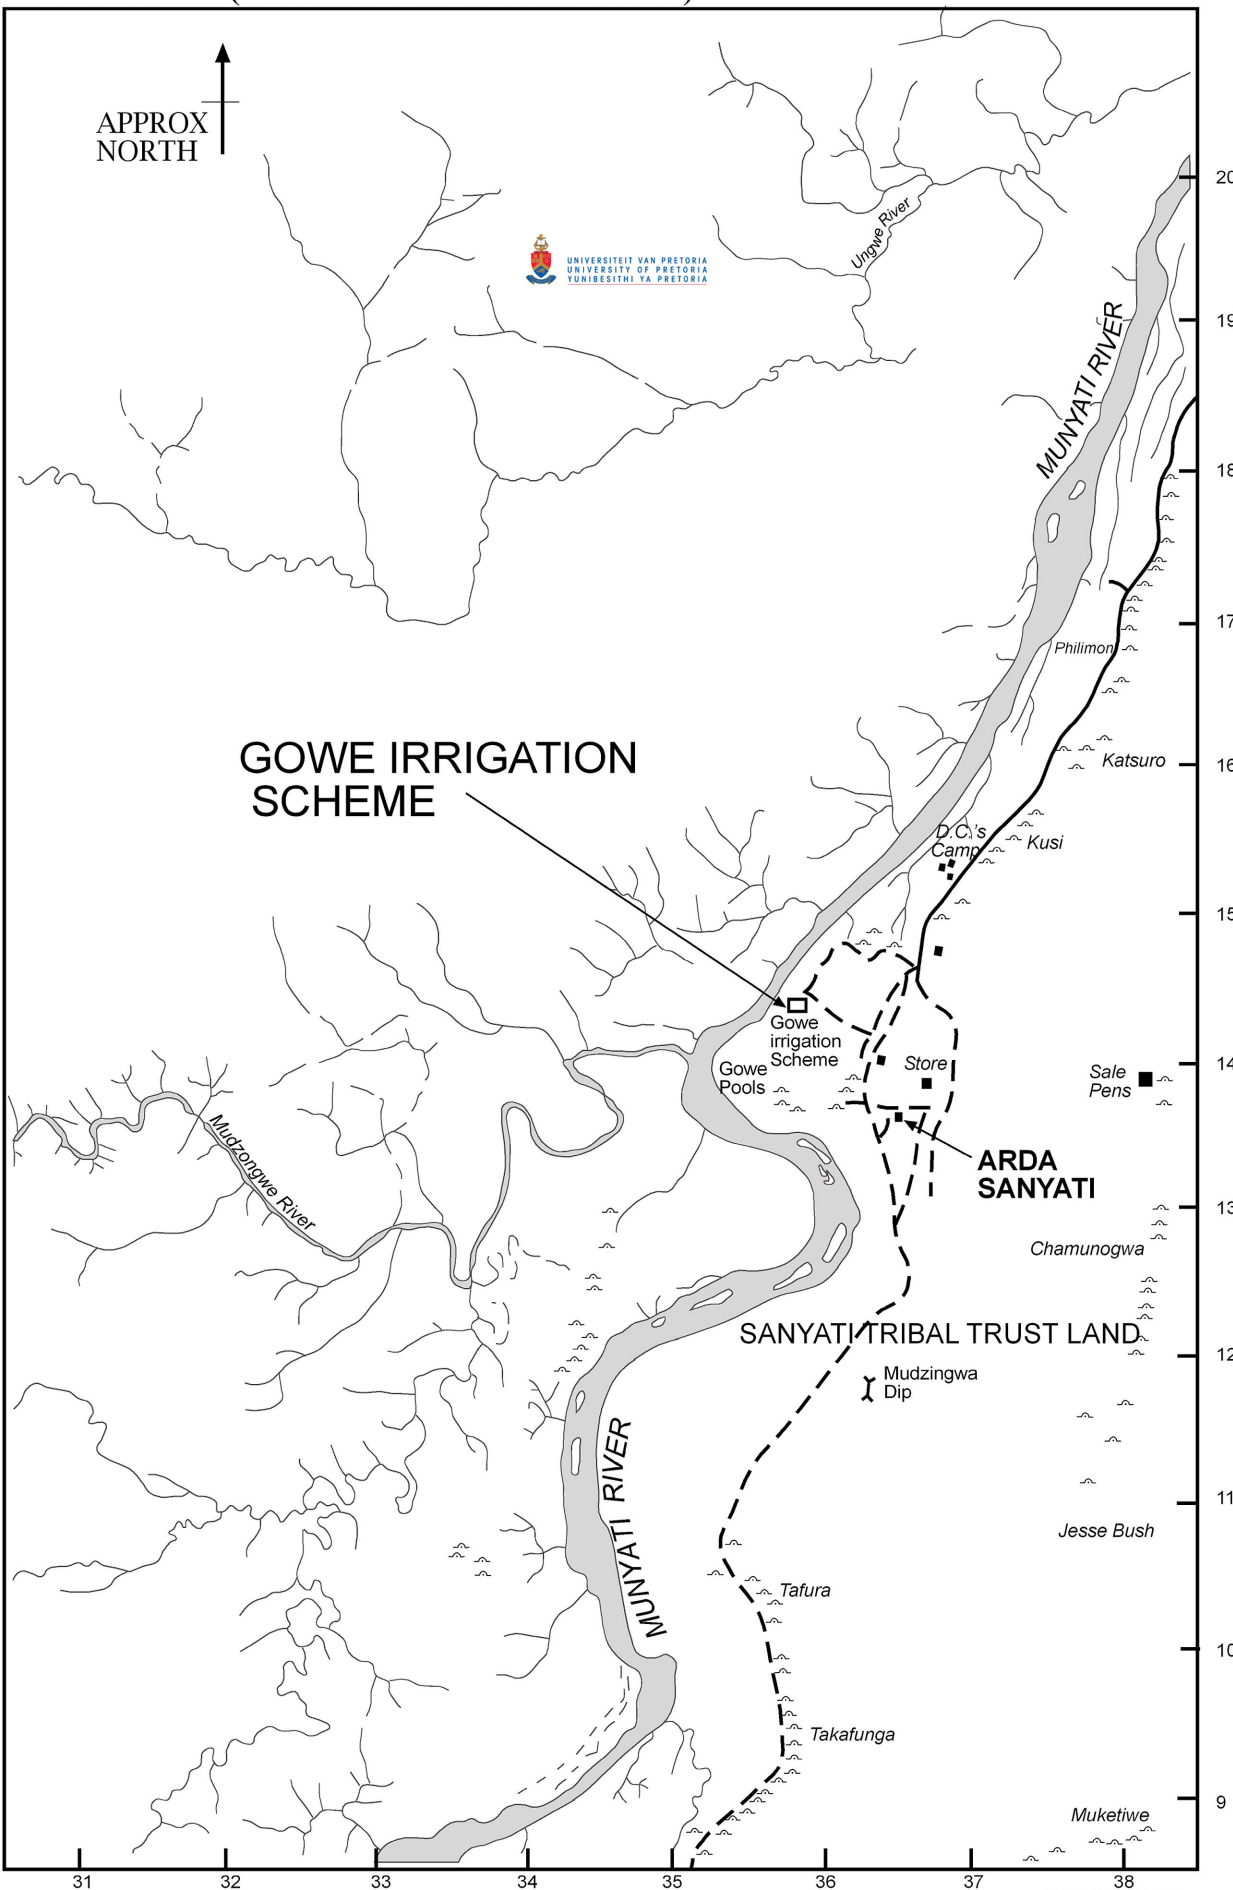 APPROX
NORTH
20
Ungwe River
UNIVERSITEIT VAN PRETORIA
UNIVERSITY OF PRETORIA
YUNIBESITHI YA PRETORIA
19
MUNYATI RIVER
18
17
Philimon
GOWE IRRIGATION
SCHEME
16
Katsuro
D.C.'s
Camp
Kusi
15
Gowe
irrigation
Scheme
14
Gowe
Pools
Store
Sale
Pens
Mudzongwe River
ARDA
SANYATI
13
Chamunogwa
SANYATI TRIBAL TRUST LAND
12
Mudzingwa
Dip
MUNYATI RIVER
11
Jesse Bush
Tafura
10
Takafunga
9
Muketiwe
31
32
33
34
35
36
37
38